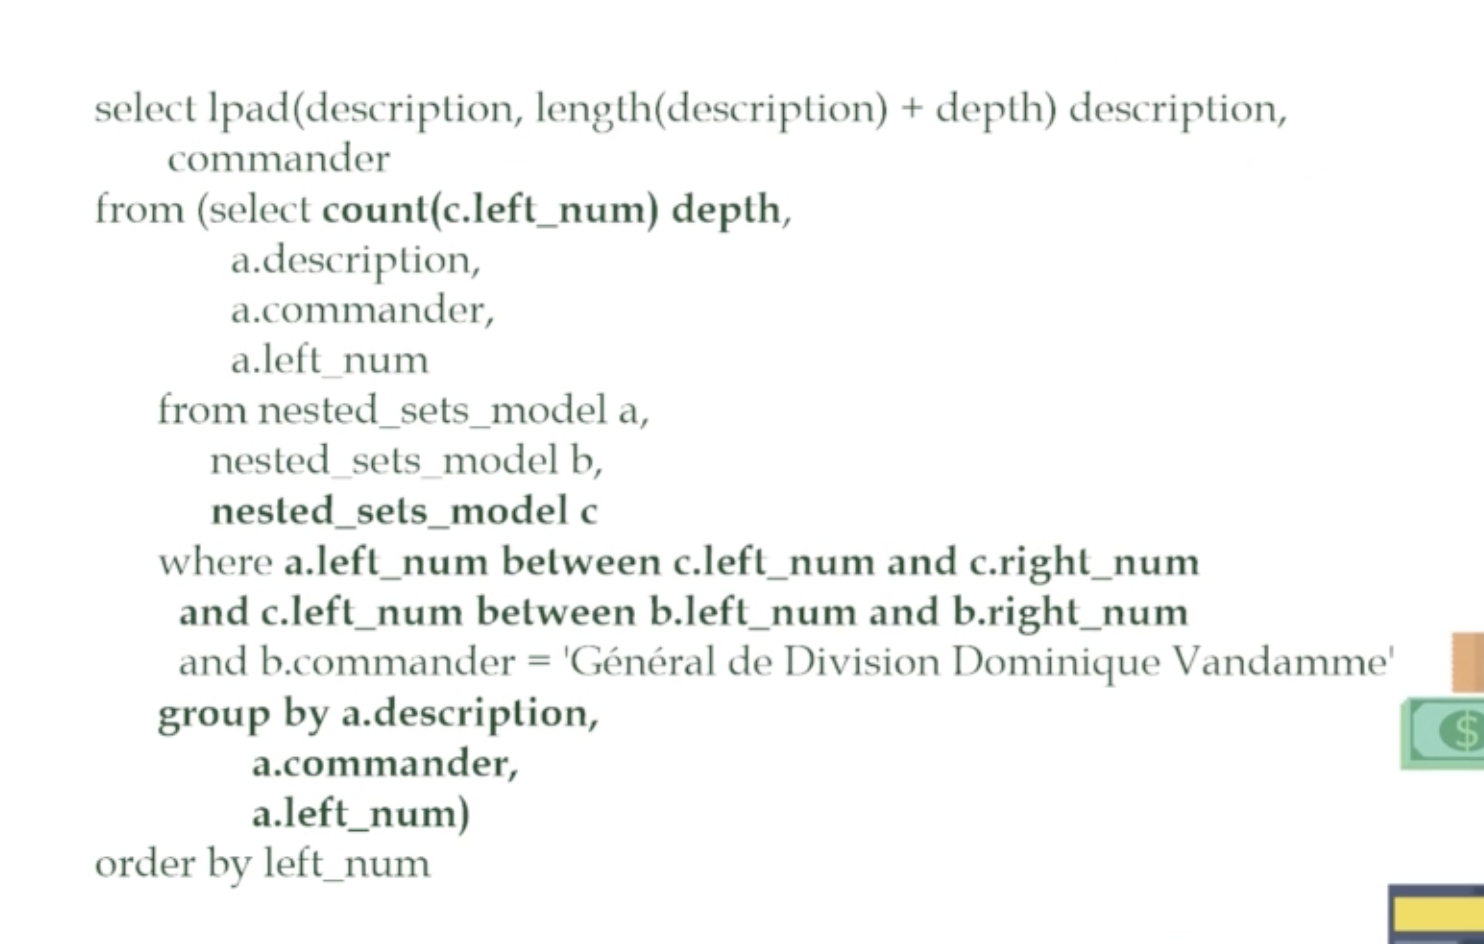 select lpad(description, length(description) + depth) description,
commander
from (select count(c.left_num) depth,
a.description,
a.commander,
a.left_num
from nested_sets_model a,
nested_sets_model b,
nested_sets_model c
where a.left_num between c.left_num and c.right_num
and c.left_num between b.left_num and b.right_num
and b.commander = 'Général de Division Dominique Vandamme'
group by a.description,
a.commander,
a.left_num)
order by left_num
$